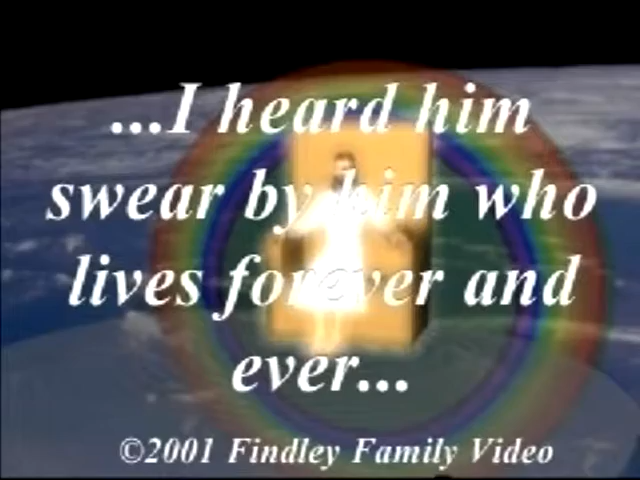 ...I heard him
swear by him who
lives forever and
ever...
©2001 Findley Family Video